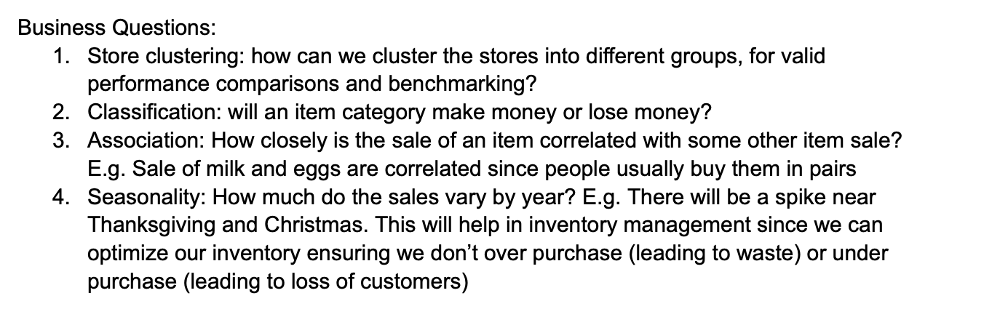 Business Questions:
1. Store clustering: how can we cluster the stores into different groups, for valid
performance comparisons and benchmarking?
2. Classification: will an item category make money or lose money?
3. Association: How closely is the sale of an item correlated with some other item sale?
E.g. Sale of milk and eggs are correlated since people usually buy them in pairs
4. Seasonality: How much do the sales vary by year? E.g. There will be a spike near
Thanksgiving and Christmas. This will help in inventory management since we can
optimize our inventory ensuring we don’t over purchase (leading to waste) or under
purchase (leading to loss of customers)